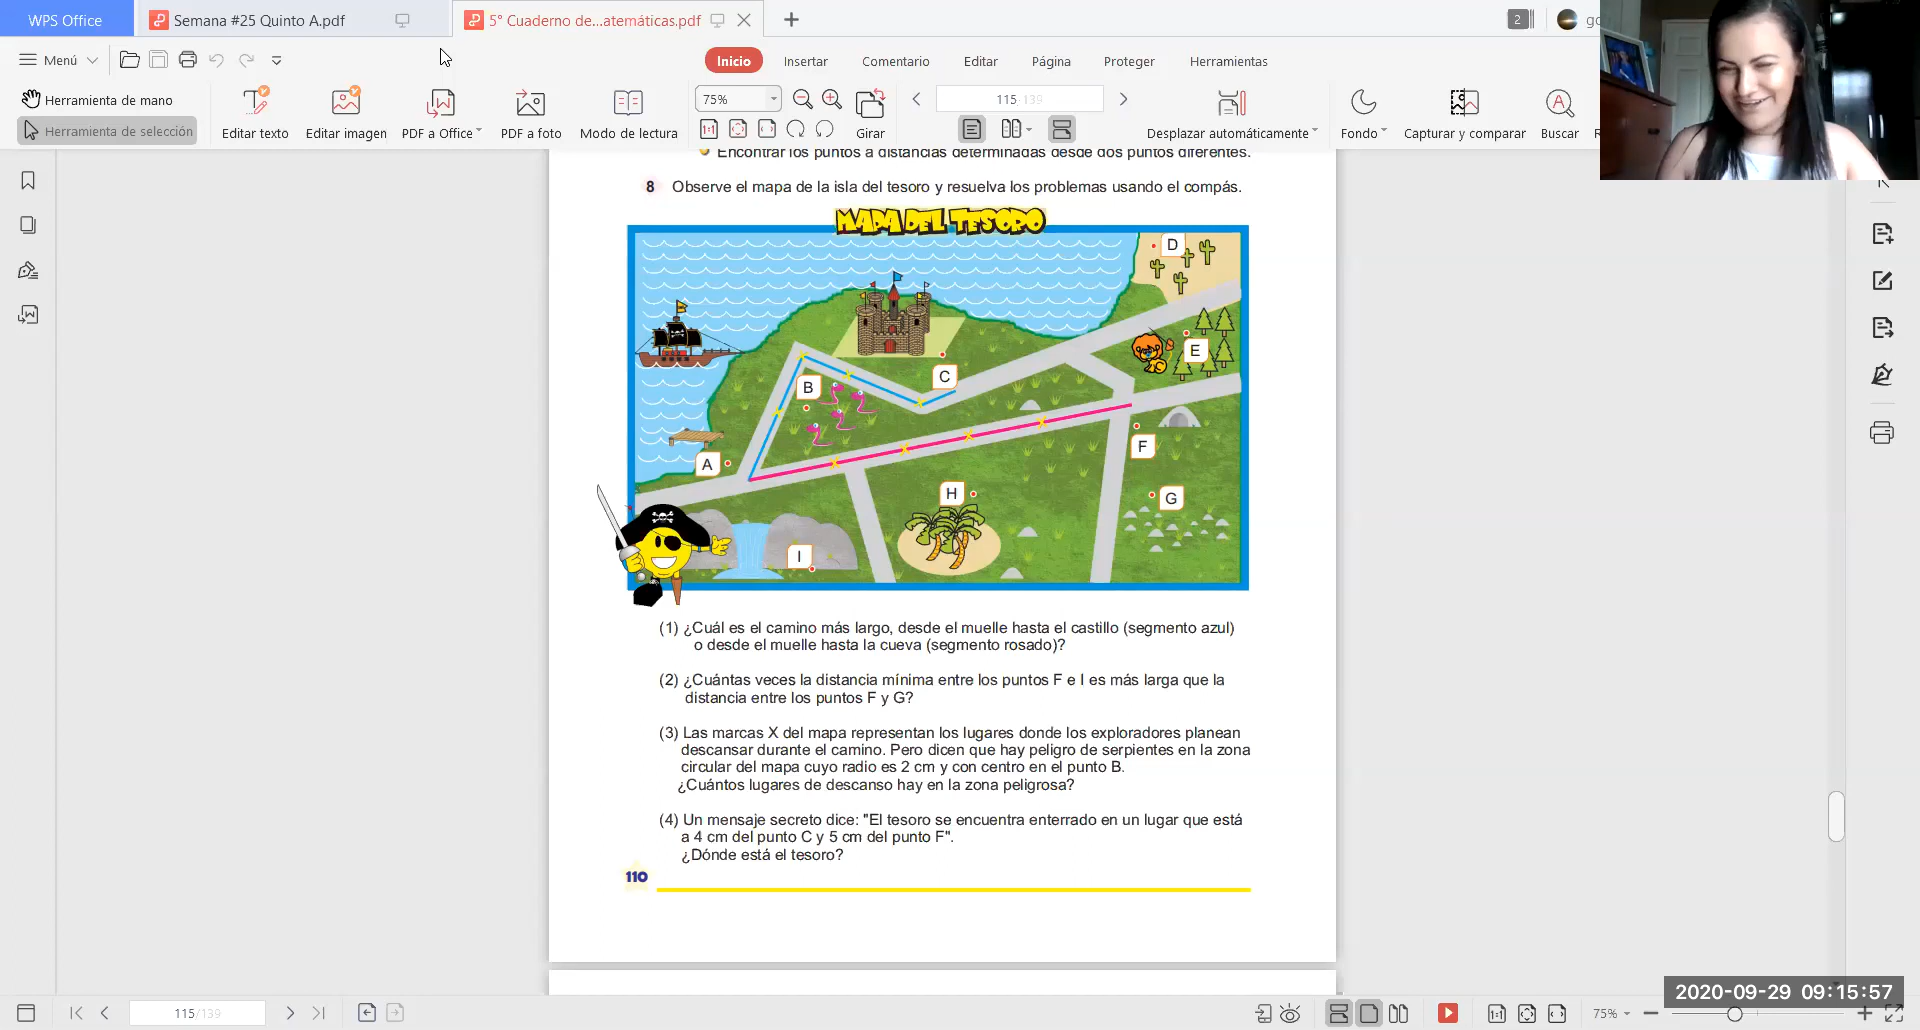 WPS Office
Semana #25 Quinto A.pdf
5° Cuaderno de...atemáticas.pdf
2
Menú
Inicio
Insertar
Comentario
Editar
Página
Proteger
Herramientas
Herramienta de mano
Herramienta de selección
Editar texto
Editar imagen
PDF a Office
PDF a foto
Modo de lectura
75%
Girar
115/139
Desplazar automáticamente
Fondo
Capturar y comparar
Buscar
Encontrar los puntos a distancias determinadas desde dos puntos diferentes.
8 Observe el mapa de la isla del tesoro y resuelva los problemas usando el compás.
MAPA DEL TESORO
D
E
B
C
A
F
H
G
I
(1) ¿Cuál es el camino más largo, desde el muelle hasta el castillo (segmento azul)
o desde el muelle hasta la cueva (segmento rosado)?
(2) ¿Cuántas veces la distancia mínima entre los puntos F e I es más larga que la
distancia entre los puntos F y G?
(3) Las marcas X del mapa representan los lugares donde los exploradores planean
descansar durante el camino. Pero dicen que hay peligro de serpientes en la zona
circular del mapa cuyo radio es 2 cm y con centro en el punto B.
¿Cuántos lugares de descanso hay en la zona peligrosa?
(4) Un mensaje secreto dice: "El tesoro se encuentra enterrado en un lugar que está
a 4 cm del punto C y 5 cm del punto F".
¿Dónde está el tesoro?
110
2020-09-29 09:15:57
115/139
75%